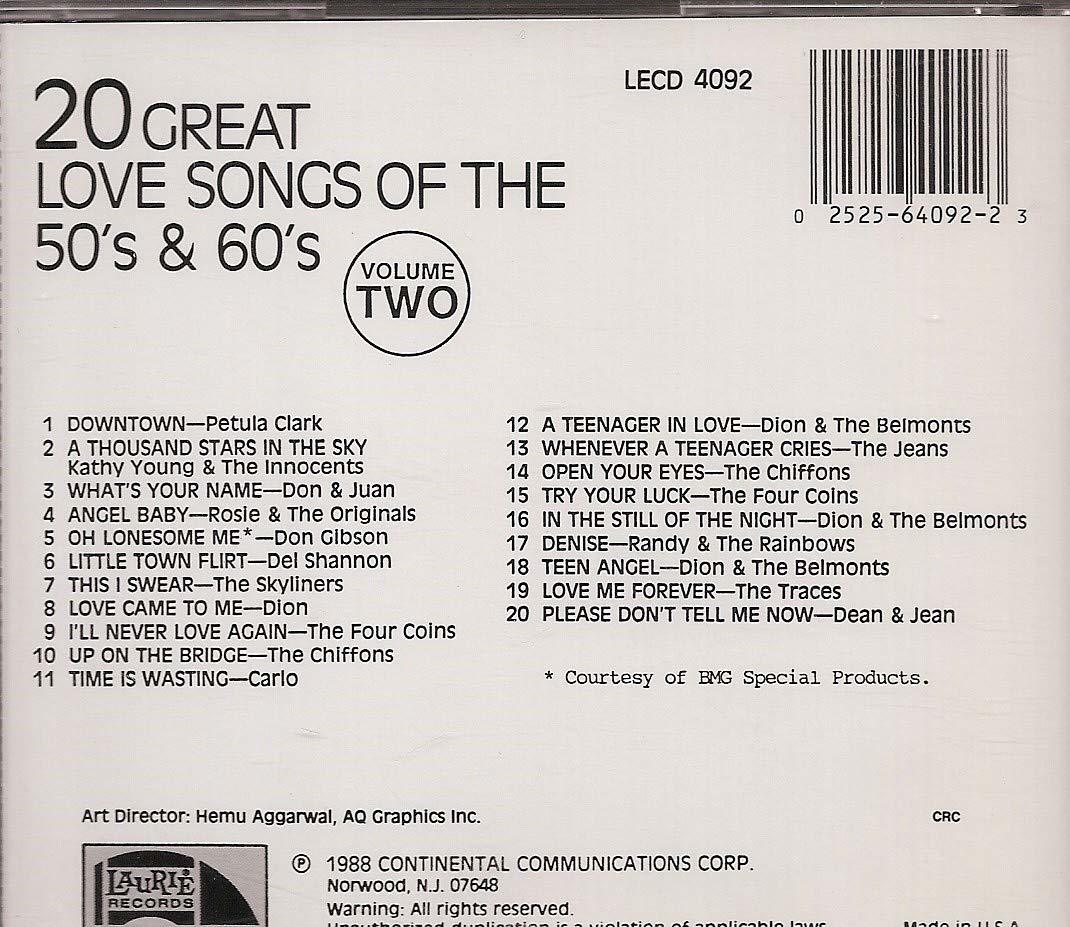 20 GREAT
LOVE SONGS OF THE
50's & 60's
VOLUME
TWO
LECD 4092
0 2525-64092-2 3
1 DOWNTOWN—Petula Clark
2 A THOUSAND STARS IN THE SKY
Kathy Young & The Innocents
3 WHAT'S YOUR NAME—Don & Juan
4 ANGEL BABY—Rosie & The Originals
5 OH LONESOME ME*—Don Gibson
6 LITTLE TOWN FLIRT—Del Shannon
7 THIS I SWEAR—The Skyliners
8 LOVE CAME TO ME—Dion
9 I'LL NEVER LOVE AGAIN—The Four Coins
10 UP ON THE BRIDGE—The Chiffons
11 TIME IS WASTING—Carlo
12 A TEENAGER IN LOVE—Dion & The Belmonts
13 WHENEVER A TEENAGER CRIES—The Jeans
14 OPEN YOUR EYES—The Chiffons
15 TRY YOUR LUCK—The Four Coins
16 IN THE STILL OF THE NIGHT—Dion & The Belmonts
17 DENISE—Randy & The Rainbows
18 TEEN ANGEL—Dion & The Belmonts
19 LOVE ME FOREVER—The Traces
20 PLEASE DON'T TELL ME NOW—Dean & Jean
* Courtesy of BMG Special Products.
Art Director: Hemu Aggarwal, AQ Graphics Inc.
CRC
LAURIE
RECORDS
Ⓟ 1988 CONTINENTAL COMMUNICATIONS CORP.
Norwood, N.J. 07648
Warning: All rights reserved.
Unauthorized duplication is a violation of applicable laws
Made in U.S.A.